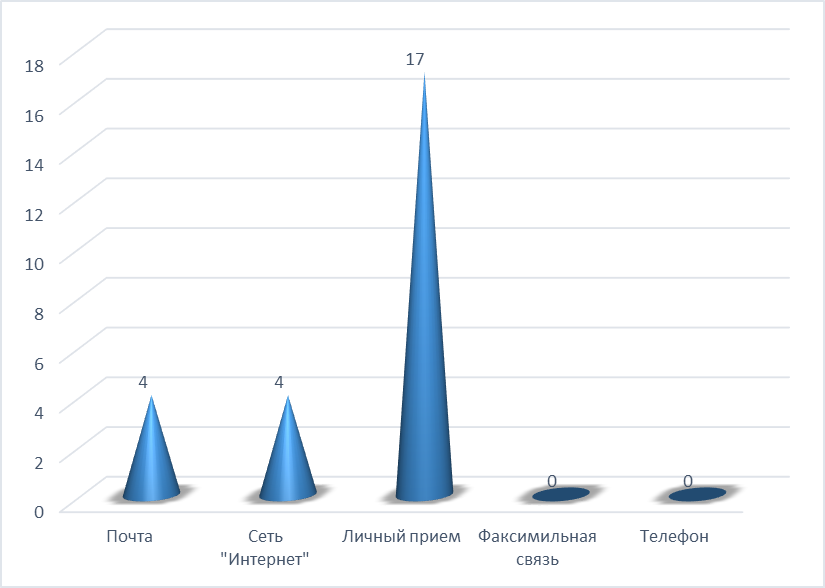 18
17
16
14
12
10
8
6
4
2
0
4
4
0
0
Почта
Сеть
"Интернет"
Личный прием
Факсимильная
связь
Телефон